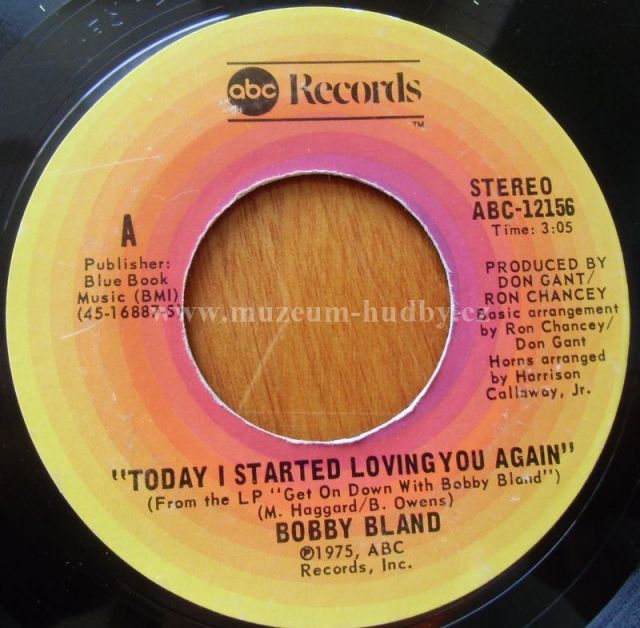 abc Records
TM
STEREO
ABC-12156
Time: 3:05
A
Publisher:
Blue Book
Music (BMI)
(45-16887-S)
www.muzeum-hudby.cz
PRODUCED BY
DON GANT/
RON CHANCEY
Basic arrangement
by Ron Chancey/
Don Gant
Horns arranged
by Harrison
Calloway, Jr.
"TODAY I STARTED LOVING YOU AGAIN"
(From the LP "Get On Down With Bobby Bland")
(M. Haggard/B. Owens)
BOBBY BLAND
℗1975, ABC
Records, Inc.